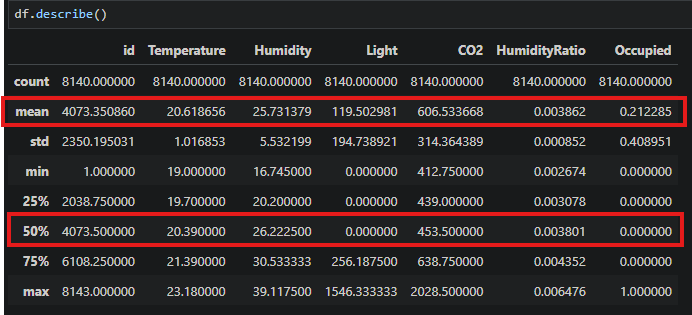 df.describe()
id Temperature Humidity Light CO2 HumidityRatio Occupied
count 8140.000000 8140.000000 8140.000000 8140.000000 8140.000000 8140.000000 8140.000000
mean 4073.350860 20.618656 25.731379 119.502981 606.533668 0.003862 0.212285
std 2350.195031 1.016853 5.532199 194.738921 314.364389 0.000852 0.408951
min 1.000000 19.000000 16.745000 0.000000 412.750000 0.002674 0.000000
25% 2038.750000 19.700000 20.200000 0.000000 439.000000 0.003078 0.000000
50% 4073.500000 20.390000 26.222500 0.000000 453.500000 0.003801 0.000000
75% 6108.250000 21.390000 30.533333 256.187500 638.750000 0.004352 0.000000
max 8143.000000 23.180000 39.117500 1546.333333 2028.500000 0.006476 1.000000